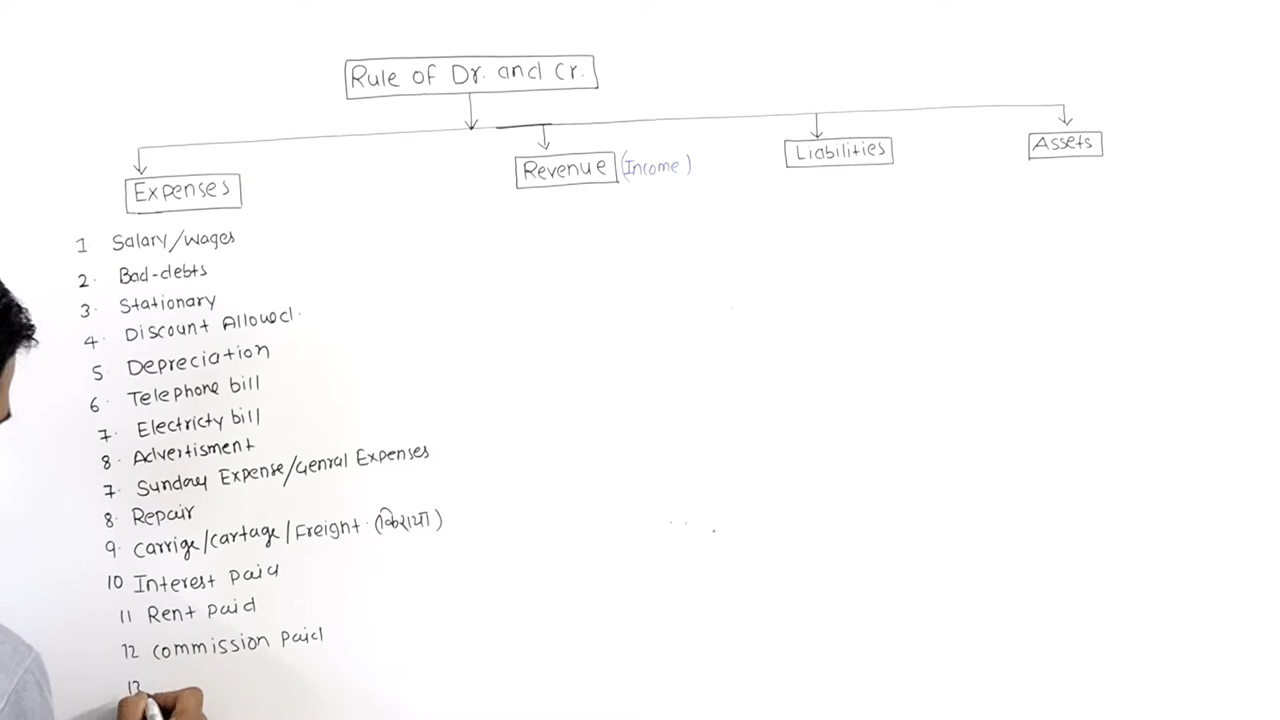 Rule of Dr. and Cr.
Expenses
Revenue (Income)
Liabilities
Assets
1 Salary/wages
2. Bad-debts
3. Stationary
4. Discount Allowed.
5 Depreciation
6 Telephone bill
7. Electricty bill
8. Advertisment
7. Sunday Expense/Genral Expenses
8. Repair
9. Carrige/cartage/Freight. (किराया)
10 Interest paid
11 Rent paid
12 Commission paid
13